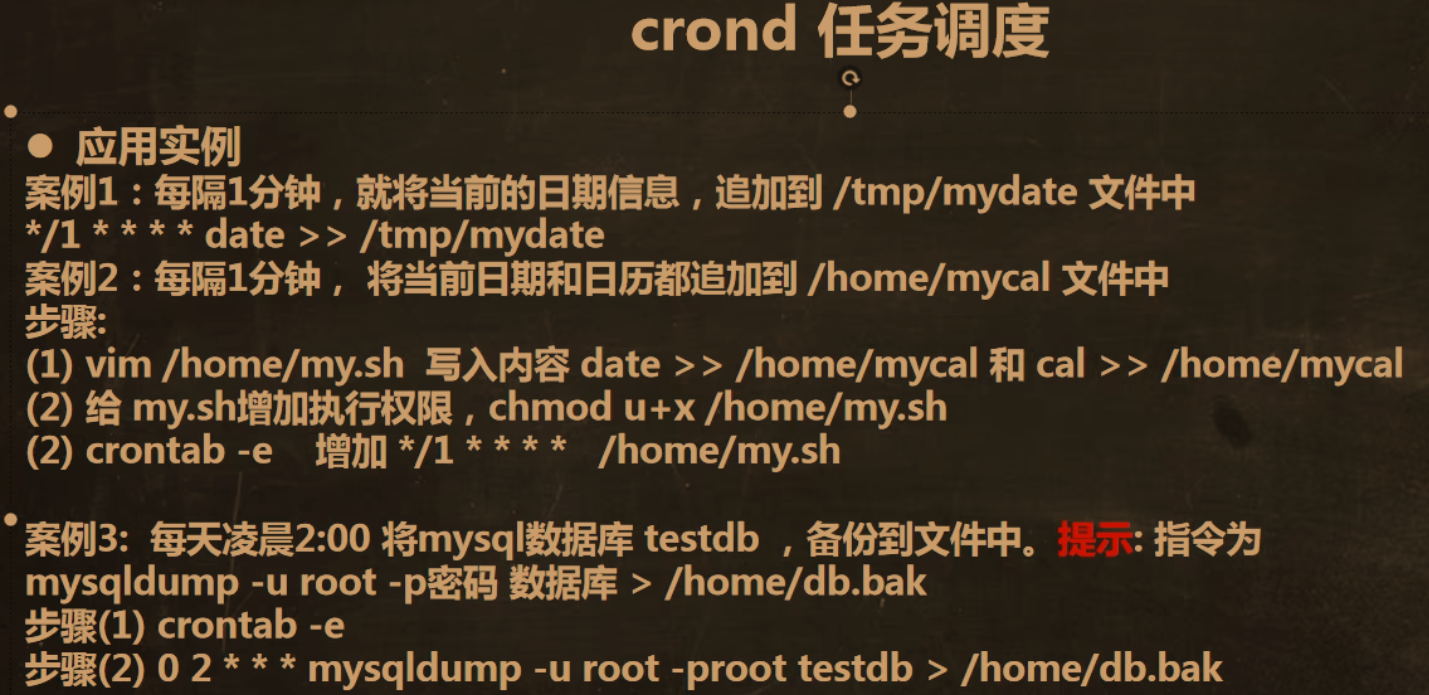 crond 任务调度
● 应用实例
案例1：每隔1分钟，就将当前的日期信息，追加到 /tmp/mydate 文件中
*/1 * * * * date >> /tmp/mydate
案例2：每隔1分钟， 将当前日期和日历都追加到 /home/mycal 文件中
步骤:
(1) vim /home/my.sh 写入内容 date >> /home/mycal 和 cal >> /home/mycal
(2) 给 my.sh增加执行权限，chmod u+x /home/my.sh
(2) crontab -e 增加 */1 * * * * /home/my.sh
案例3: 每天凌晨2:00 将mysql数据库 testdb ，备份到文件中。提示: 指令为
mysqldump -u root -p密码 数据库 > /home/db.bak
步骤(1) crontab -e
步骤(2) 0 2 * * * mysqldump -u root -proot testdb > /home/db.bak